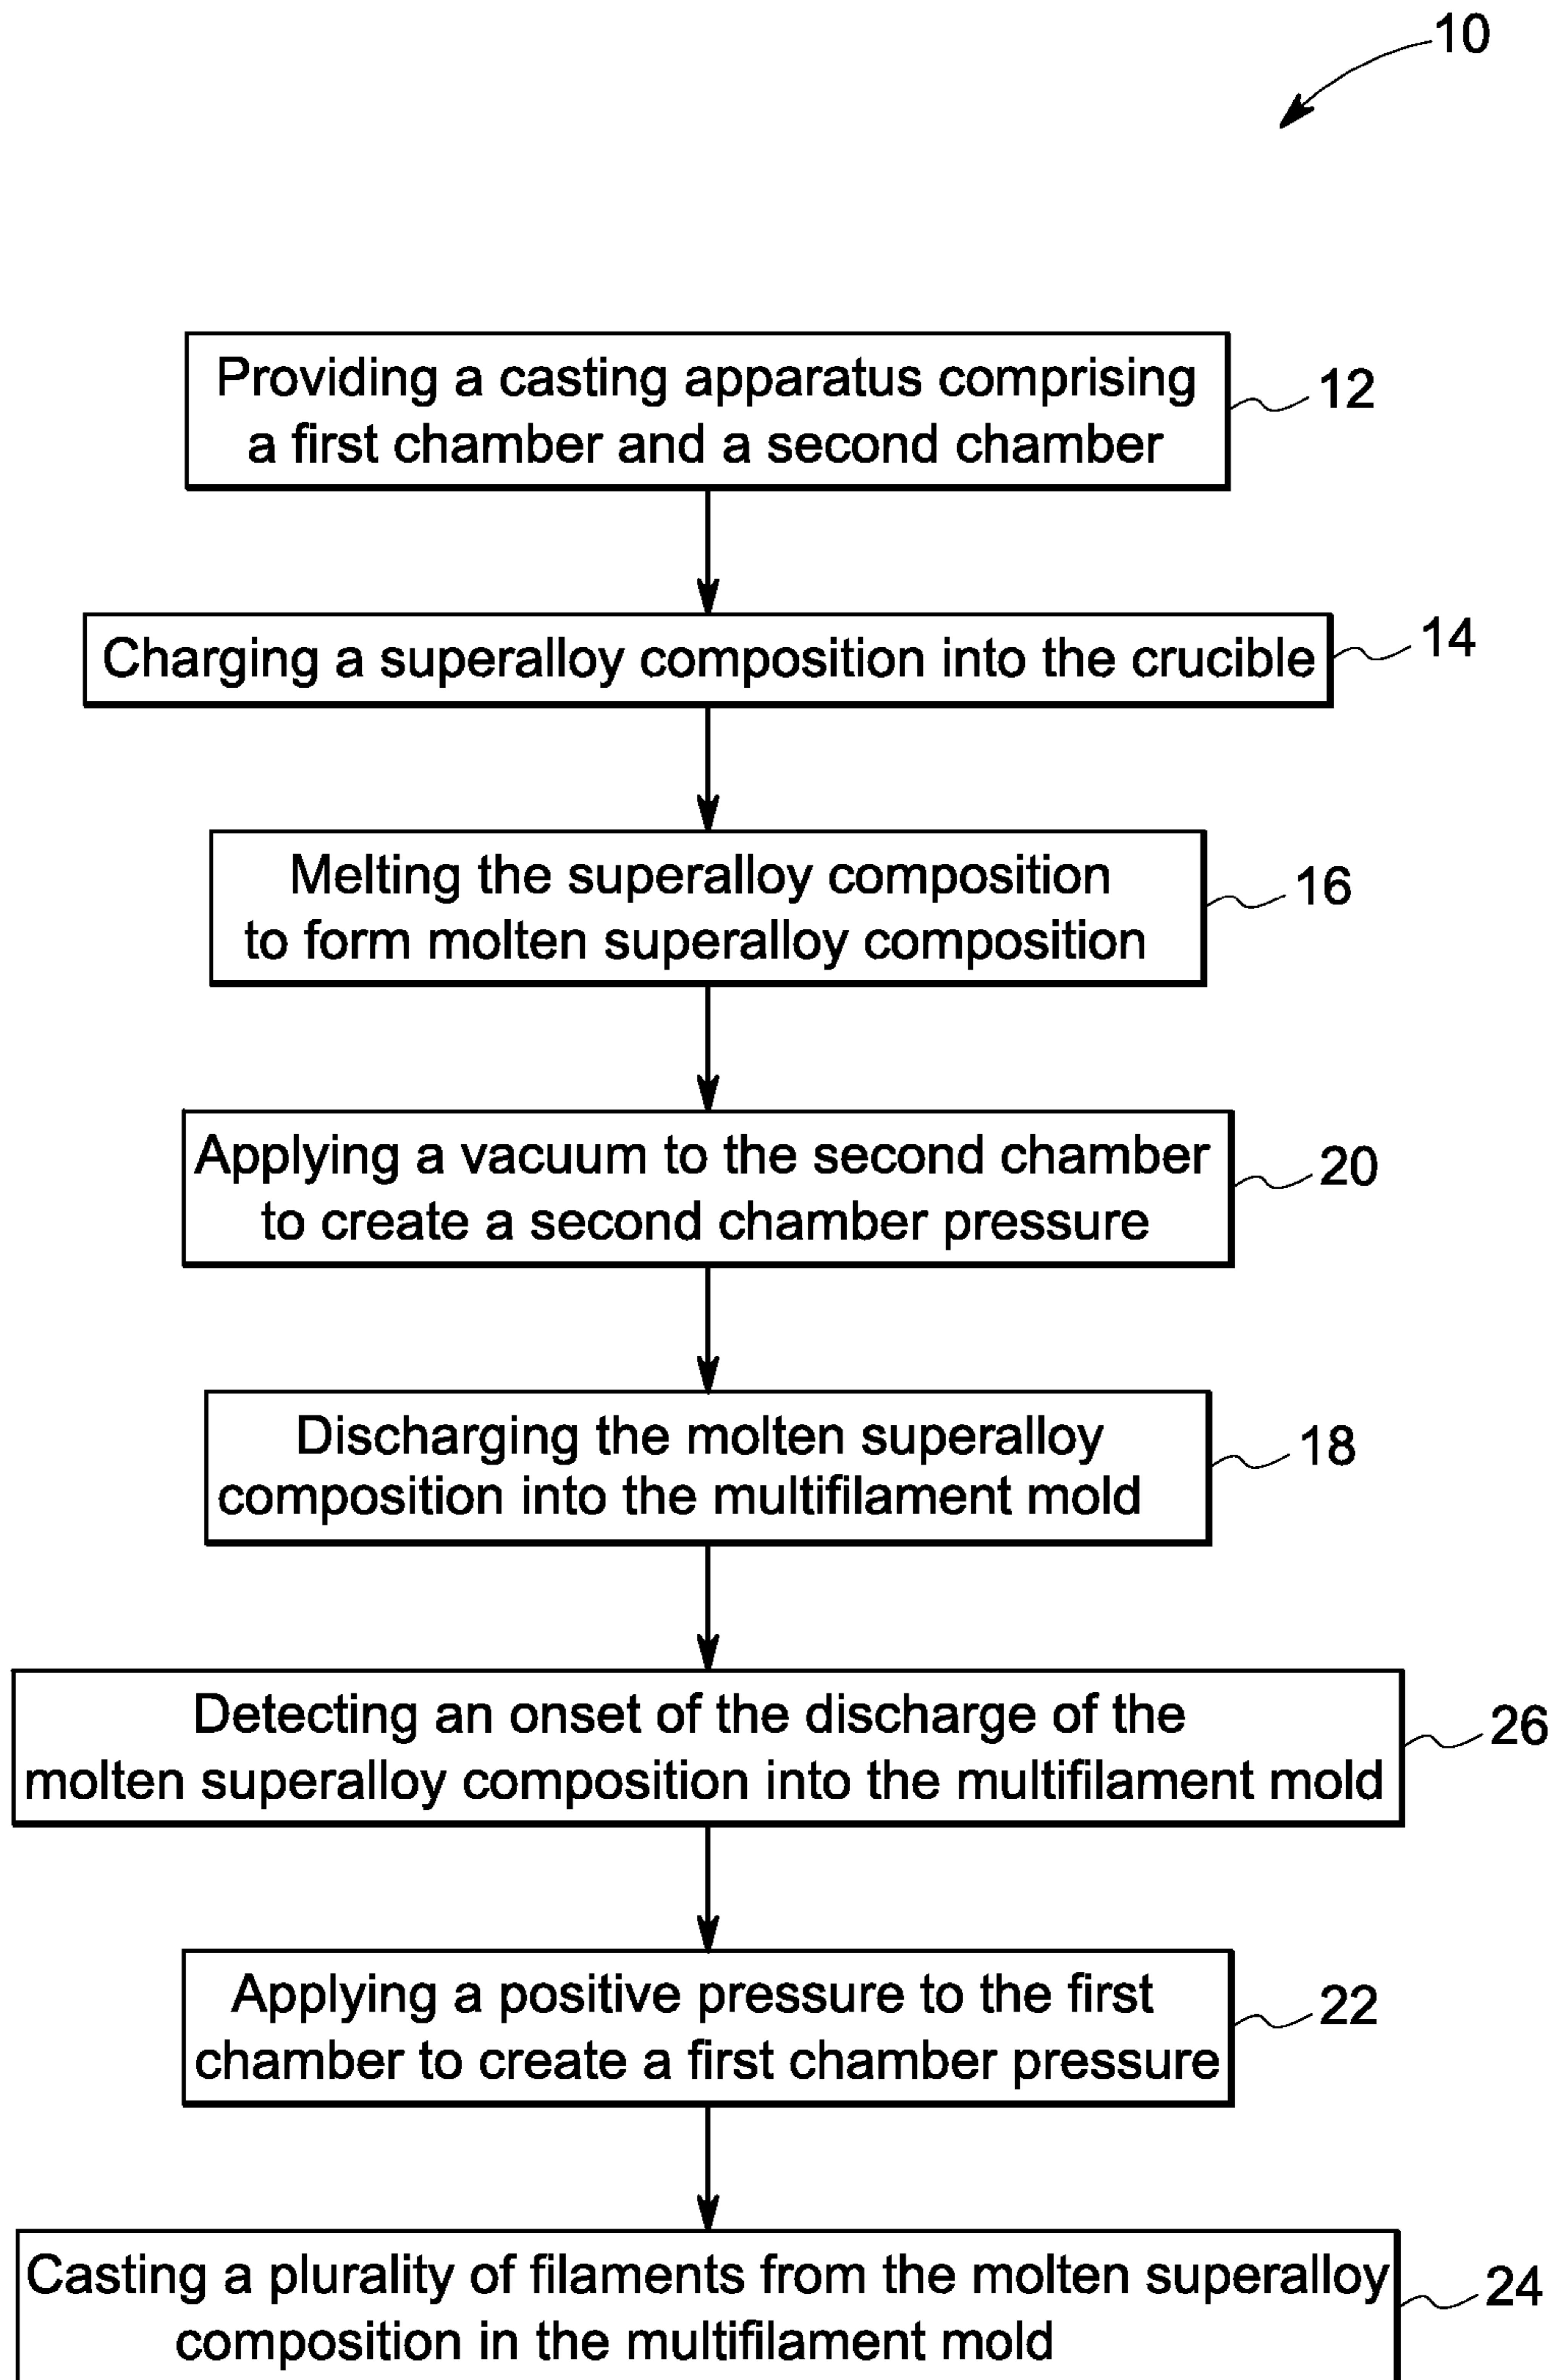 10
Providing a casting apparatus comprising
a first chamber and a second chamber
12
Charging a superalloy composition into the crucible
14
Melting the superalloy composition
to form molten superalloy composition
16
Applying a vacuum to the second chamber
to create a second chamber pressure
20
Discharging the molten superalloy
composition into the multifilament mold
18
Detecting an onset of the discharge of the
molten superalloy composition into the multifilament mold
26
Applying a positive pressure to the first
chamber to create a first chamber pressure
22
Casting a plurality of filaments from the molten superalloy
composition in the multifilament mold
24